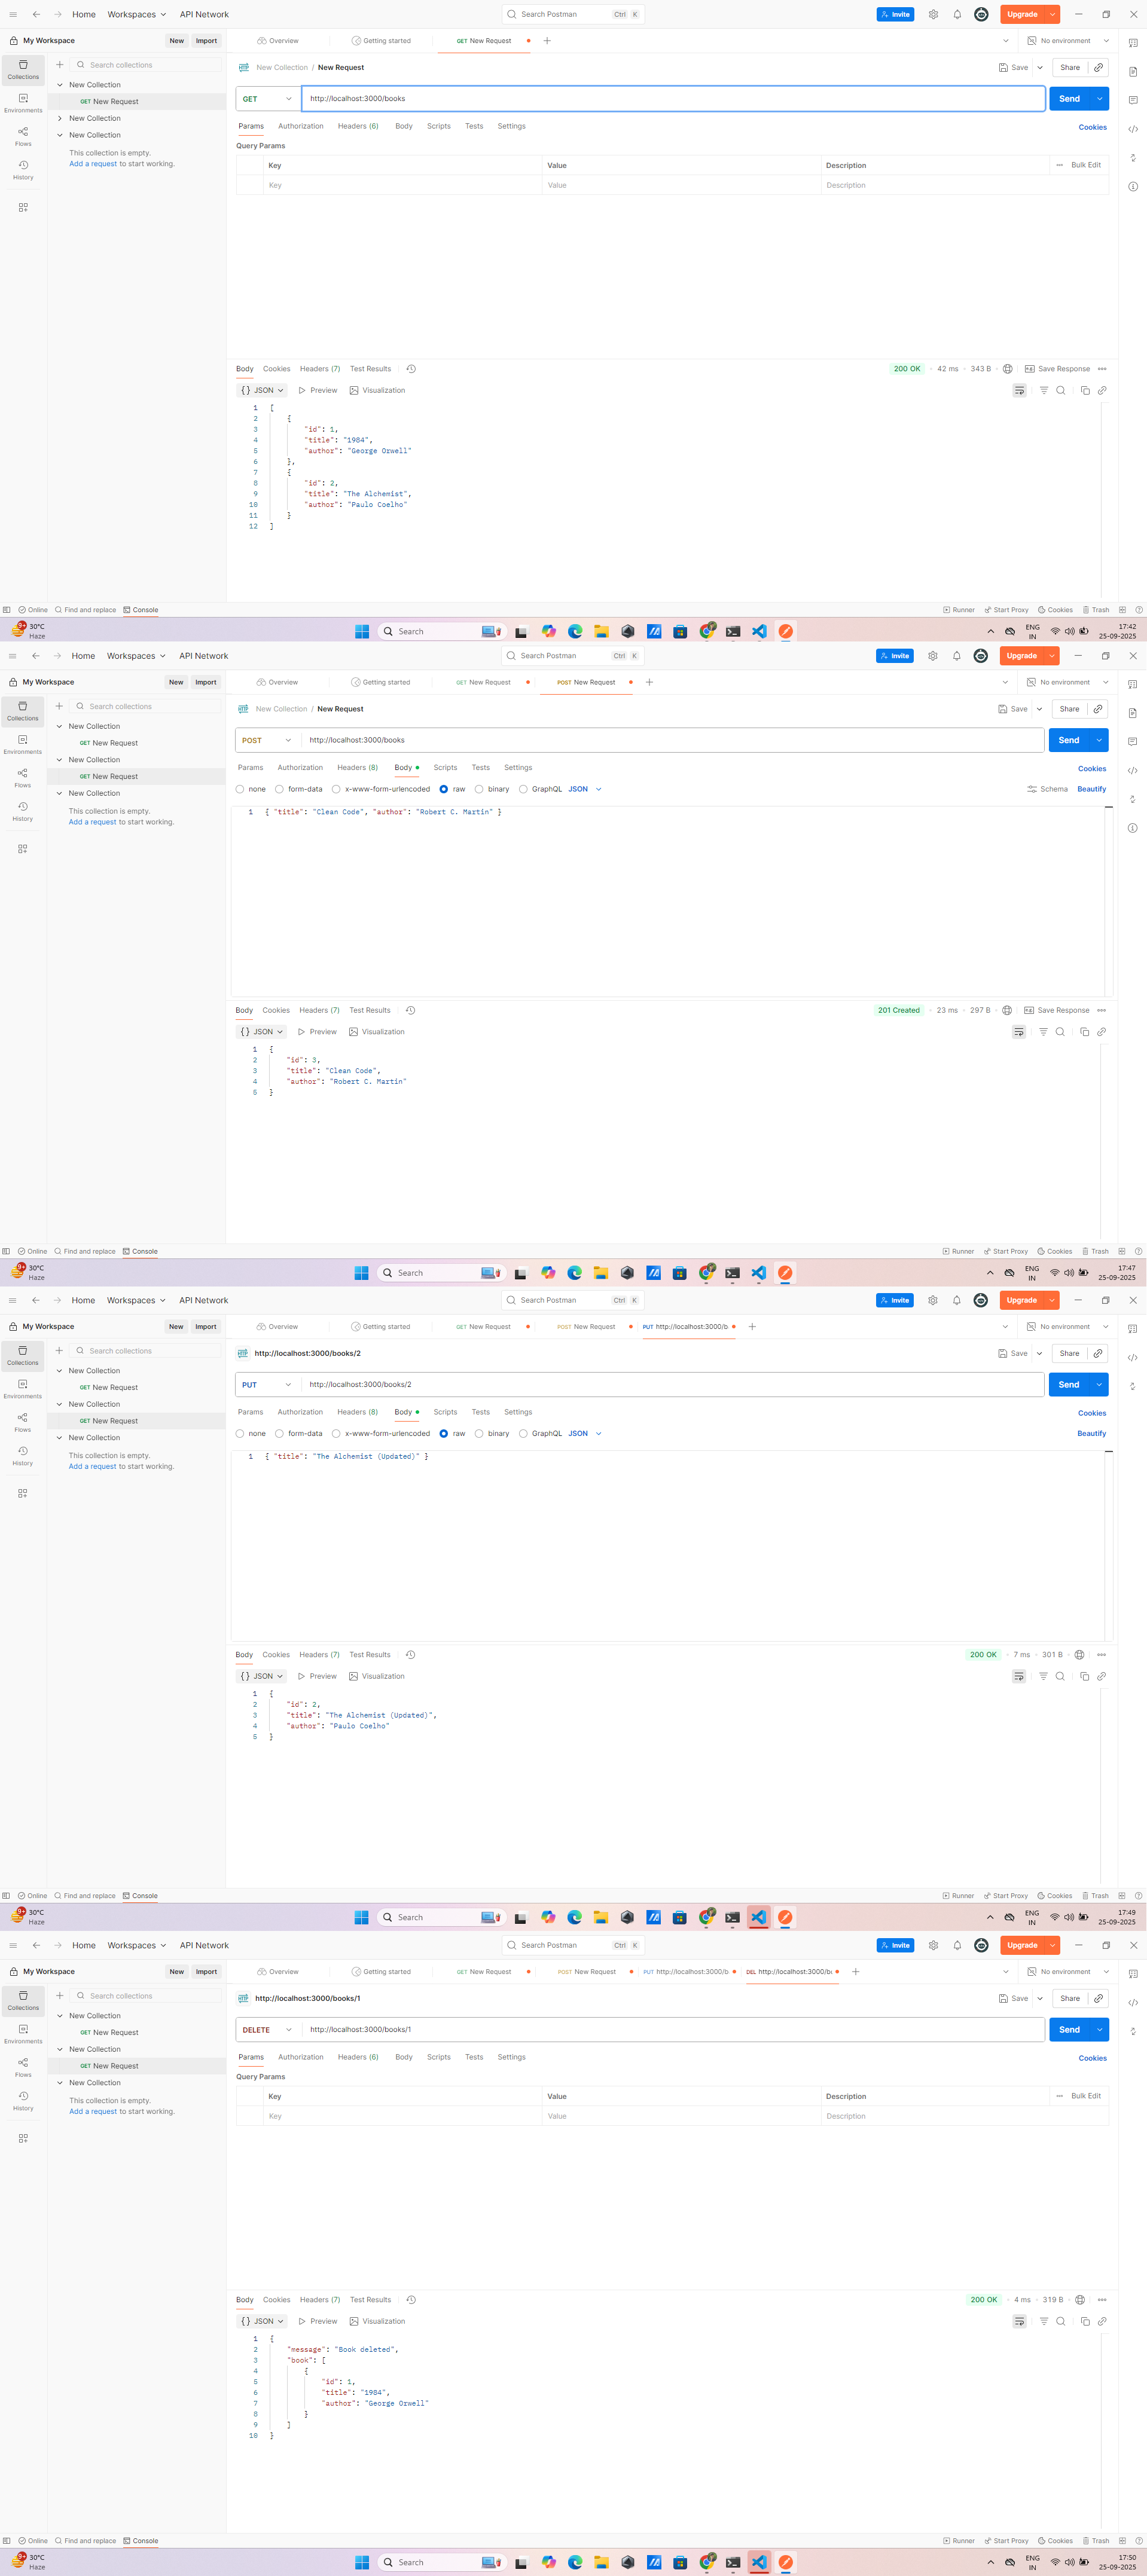 Home Workspaces API Network Search Postman Ctrl K Invite Upgrade
My Workspace New Import Overview Getting started GET New Request No environment
Collections
Environments
Flows
History
Search collections
New Collection
GET New Request
New Collection
New Collection
This collection is empty.
Add a request to start working.
New Collection / New Request Save Share
GET http://localhost:3000/books Send
Params Authorization Headers (6) Body Scripts Tests Settings Cookies
Query Params
Key Value Description Bulk Edit
Key Value Description
Body Cookies Headers (7) Test Results 200 OK 42 ms 343 B Save Response
{} JSON Preview Visualization
1 [
2 {
3 "id": 1,
4 "title": "1984",
5 "author": "George Orwell"
6 },
7 {
8 "id": 2,
9 "title": "The Alchemist",
10 "author": "Paulo Coelho"
11 }
12 ]
Online Find and replace Console Runner Start Proxy Cookies Trash
9+ 30°C
Haze
Search
ENG
IN
17:42
25-09-2025
Home Workspaces API Network Search Postman Ctrl K Invite Upgrade
My Workspace New Import Overview Getting started GET New Request POST New Request No environment
Collections
Environments
Flows
History
Search collections
New Collection
GET New Request
New Collection
GET New Request
New Collection
This collection is empty.
Add a request to start working.
New Collection / New Request Save Share
POST http://localhost:3000/books Send
Params Authorization Headers (8) Body Scripts Tests Settings Cookies
none form-data x-www-form-urlencoded raw binary GraphQL JSON Schema Beautify
1 { "title": "Clean Code", "author": "Robert C. Martin" }
Body Cookies Headers (7) Test Results 201 Created 23 ms 297 B Save Response
{} JSON Preview Visualization
1 {
2 "id": 3,
3 "title": "Clean Code",
4 "author": "Robert C. Martin"
5 }
Online Find and replace Console Runner Start Proxy Cookies Trash
9+ 30°C
Haze
Search
ENG
IN
17:47
25-09-2025
Home Workspaces API Network Search Postman Ctrl K Invite Upgrade
My Workspace New Import Overview Getting started GET New Request POST New Request PUT http://localhost:3000/b No environment
Collections
Environments
Flows
History
Search collections
New Collection
GET New Request
New Collection
GET New Request
New Collection
This collection is empty.
Add a request to start working.
http://localhost:3000/books/2 Save Share
PUT http://localhost:3000/books/2 Send
Params Authorization Headers (8) Body Scripts Tests Settings Cookies
none form-data x-www-form-urlencoded raw binary GraphQL JSON Beautify
1 { "title": "The Alchemist (Updated)" }
Body Cookies Headers (7) Test Results 200 OK 7 ms 301 B
{} JSON Preview Visualization
1 {
2 "id": 2,
3 "title": "The Alchemist (Updated)",
4 "author": "Paulo Coelho"
5 }
Online Find and replace Console Runner Start Proxy Cookies Trash
9+ 30°C
Haze
Search
ENG
IN
17:49
25-09-2025
Home Workspaces API Network Search Postman Ctrl K Invite Upgrade
My Workspace New Import Overview Getting started GET New Request POST New Request PUT http://localhost:3000/b DEL http://localhost:3000/b No environment
Collections
Environments
Flows
History
Search collections
New Collection
GET New Request
New Collection
GET New Request
New Collection
This collection is empty.
Add a request to start working.
http://localhost:3000/books/1 Save Share
DELETE http://localhost:3000/books/1 Send
Params Authorization Headers (6) Body Scripts Tests Settings Cookies
Query Params
Key Value Description Bulk Edit
Key Value Description
Body Cookies Headers (7) Test Results 200 OK 4 ms 319 B
{} JSON Preview Visualization
1 {
2 "message": "Book deleted",
3 "book": [
4 {
5 "id": 1,
6 "title": "1984",
7 "author": "George Orwell"
8 }
9 ]
10 }
Online Find and replace Console Runner Start Proxy Cookies Trash
9+ 30°C
Haze
Search
ENG
IN
17:50
25-09-2025